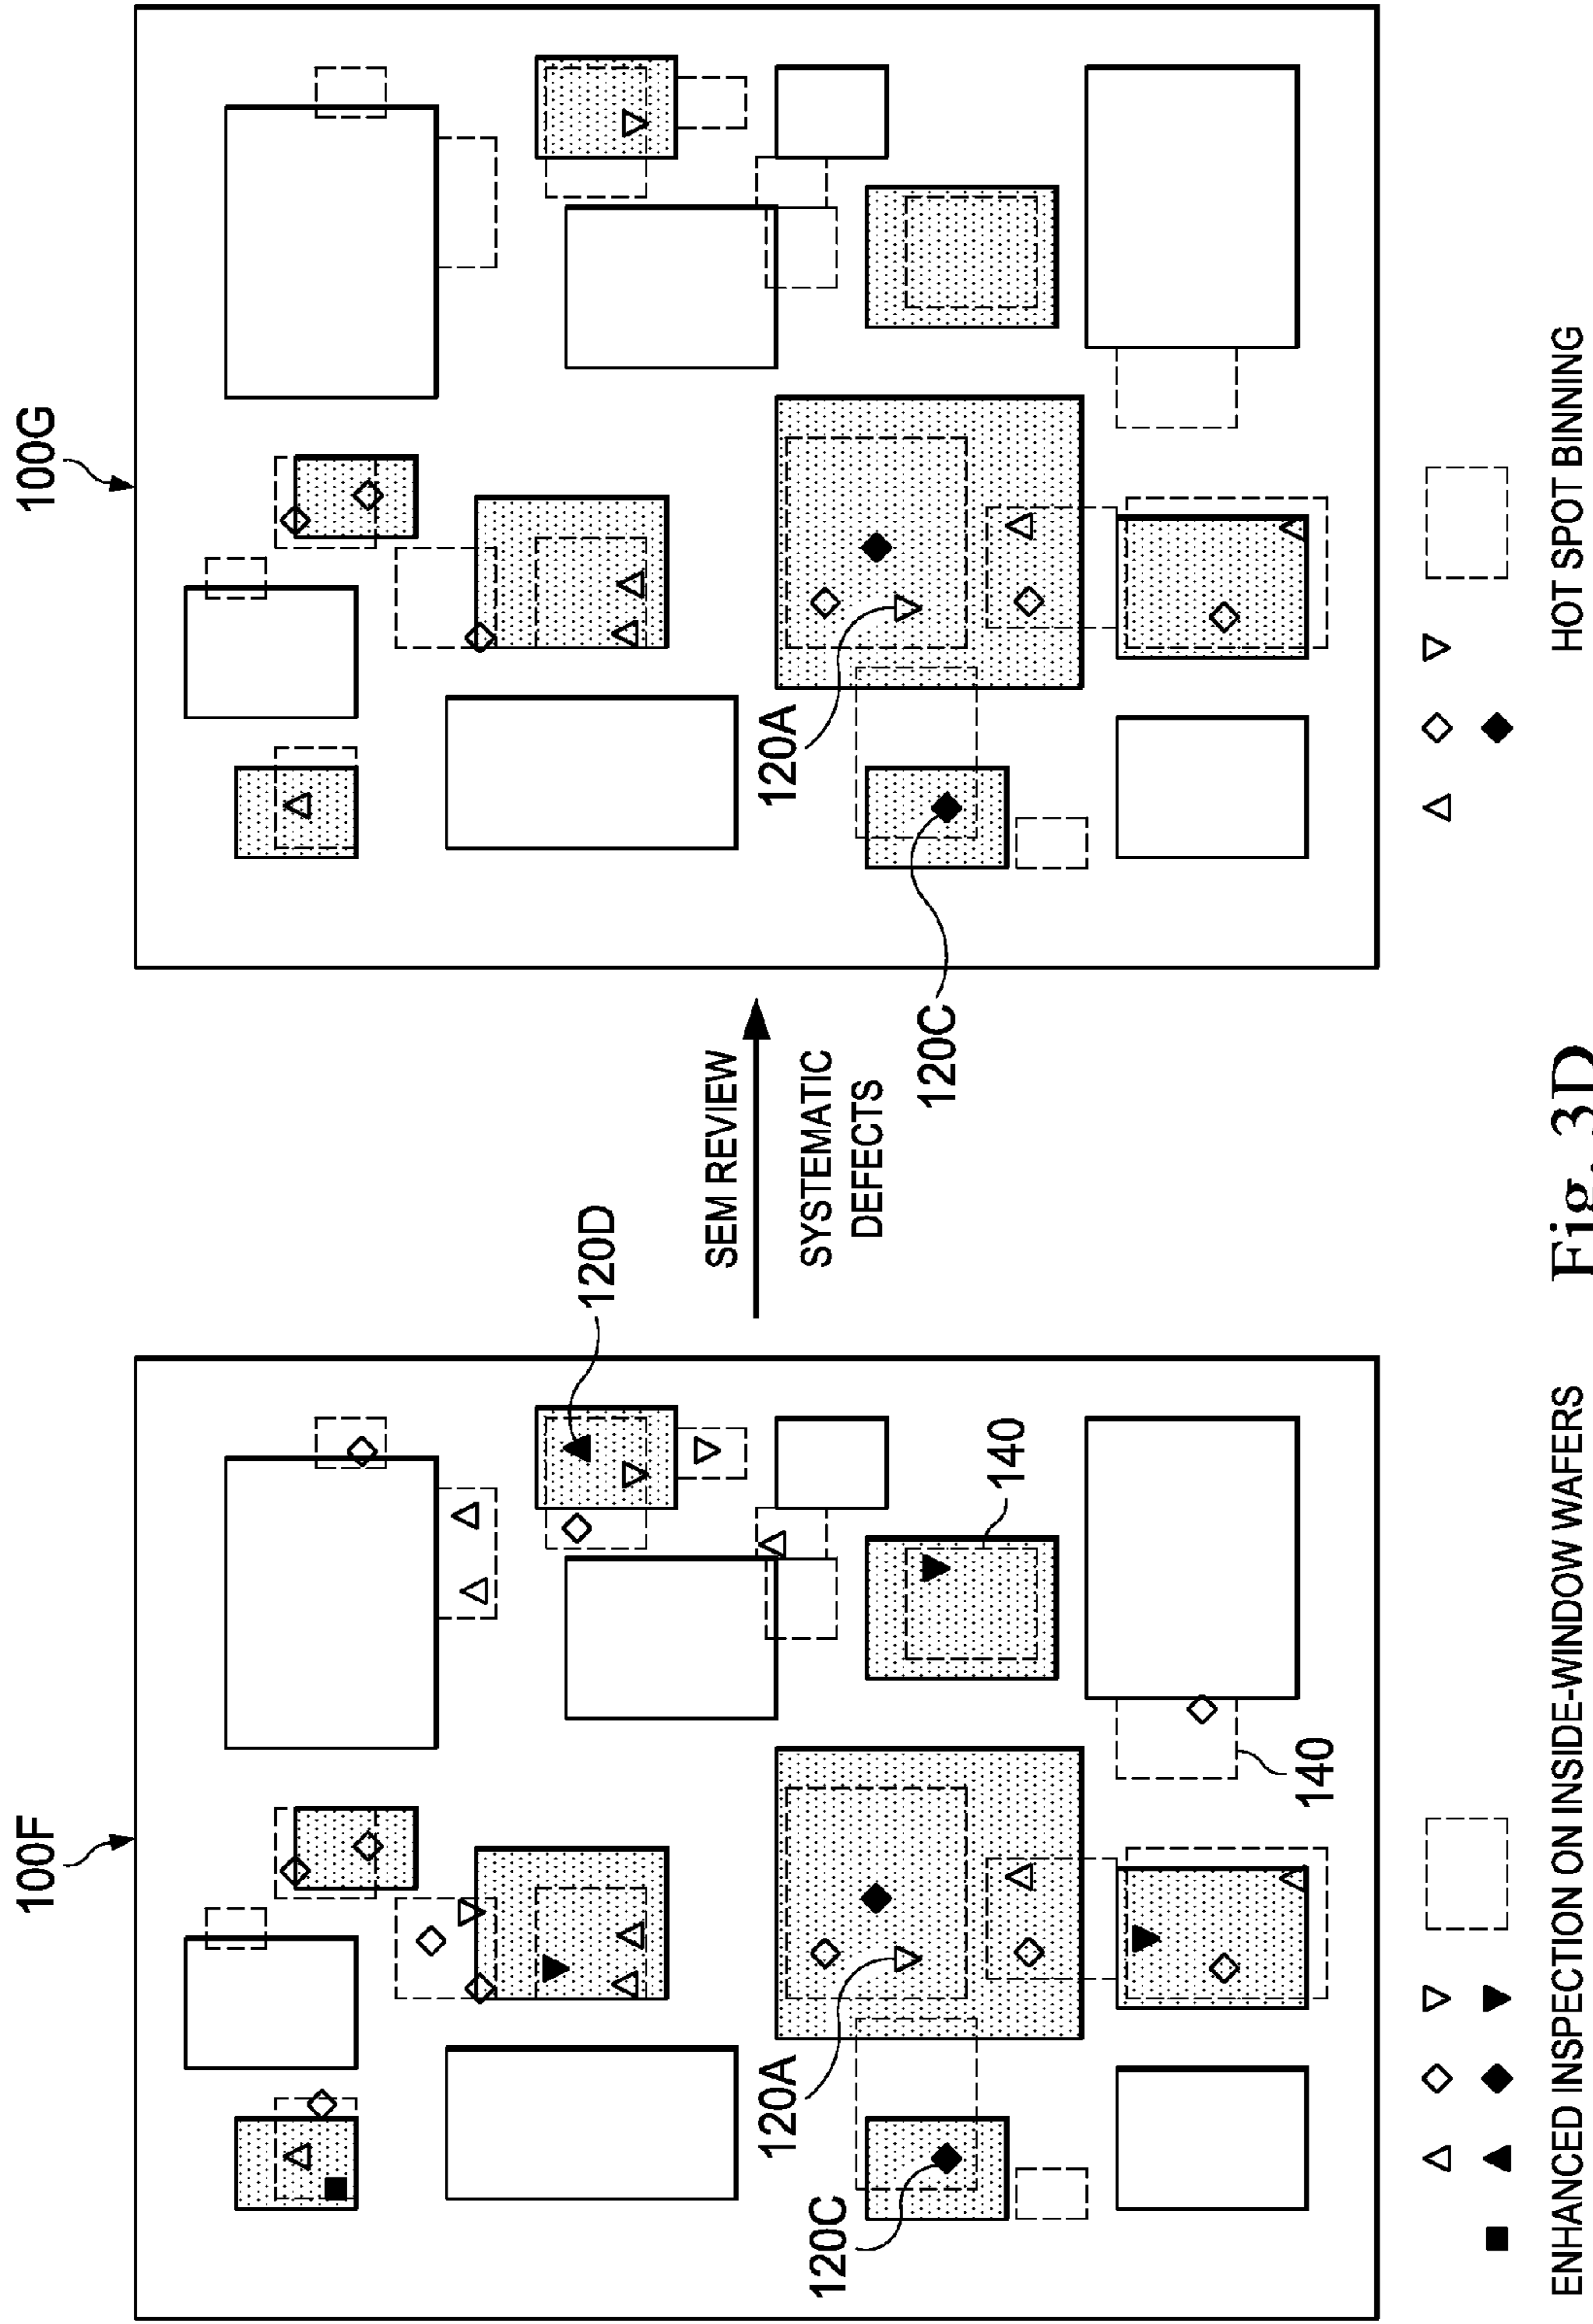 100F
100G
120D
SEM REVIEW
SYSTEMATIC
DEFECTS
140
120A
120A
140
120C
120C
ENHANCED INSPECTION ON INSIDE-WINDOW WAFERS
HOT SPOT BINNING
Fig. 3D